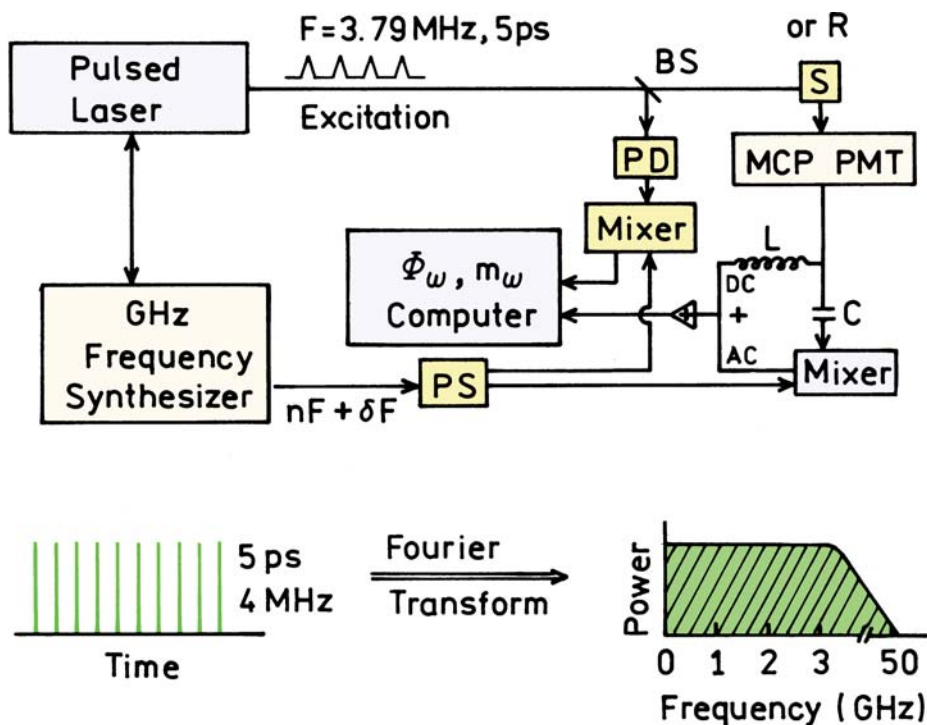 F = 3.79 MHz, 5ps
or R
Pulsed
Laser
BS
S
Excitation
PD
MCP PMT
Mixer
L
Φω, mω
Computer
DC
+
AC
C
Mixer
GHz
Frequency
Synthesizer
nF + δF
PS
+
5 ps
4 MHz
Time
Fourier
Transform
Power
0 1 2 3 50
Frequency (GHz)